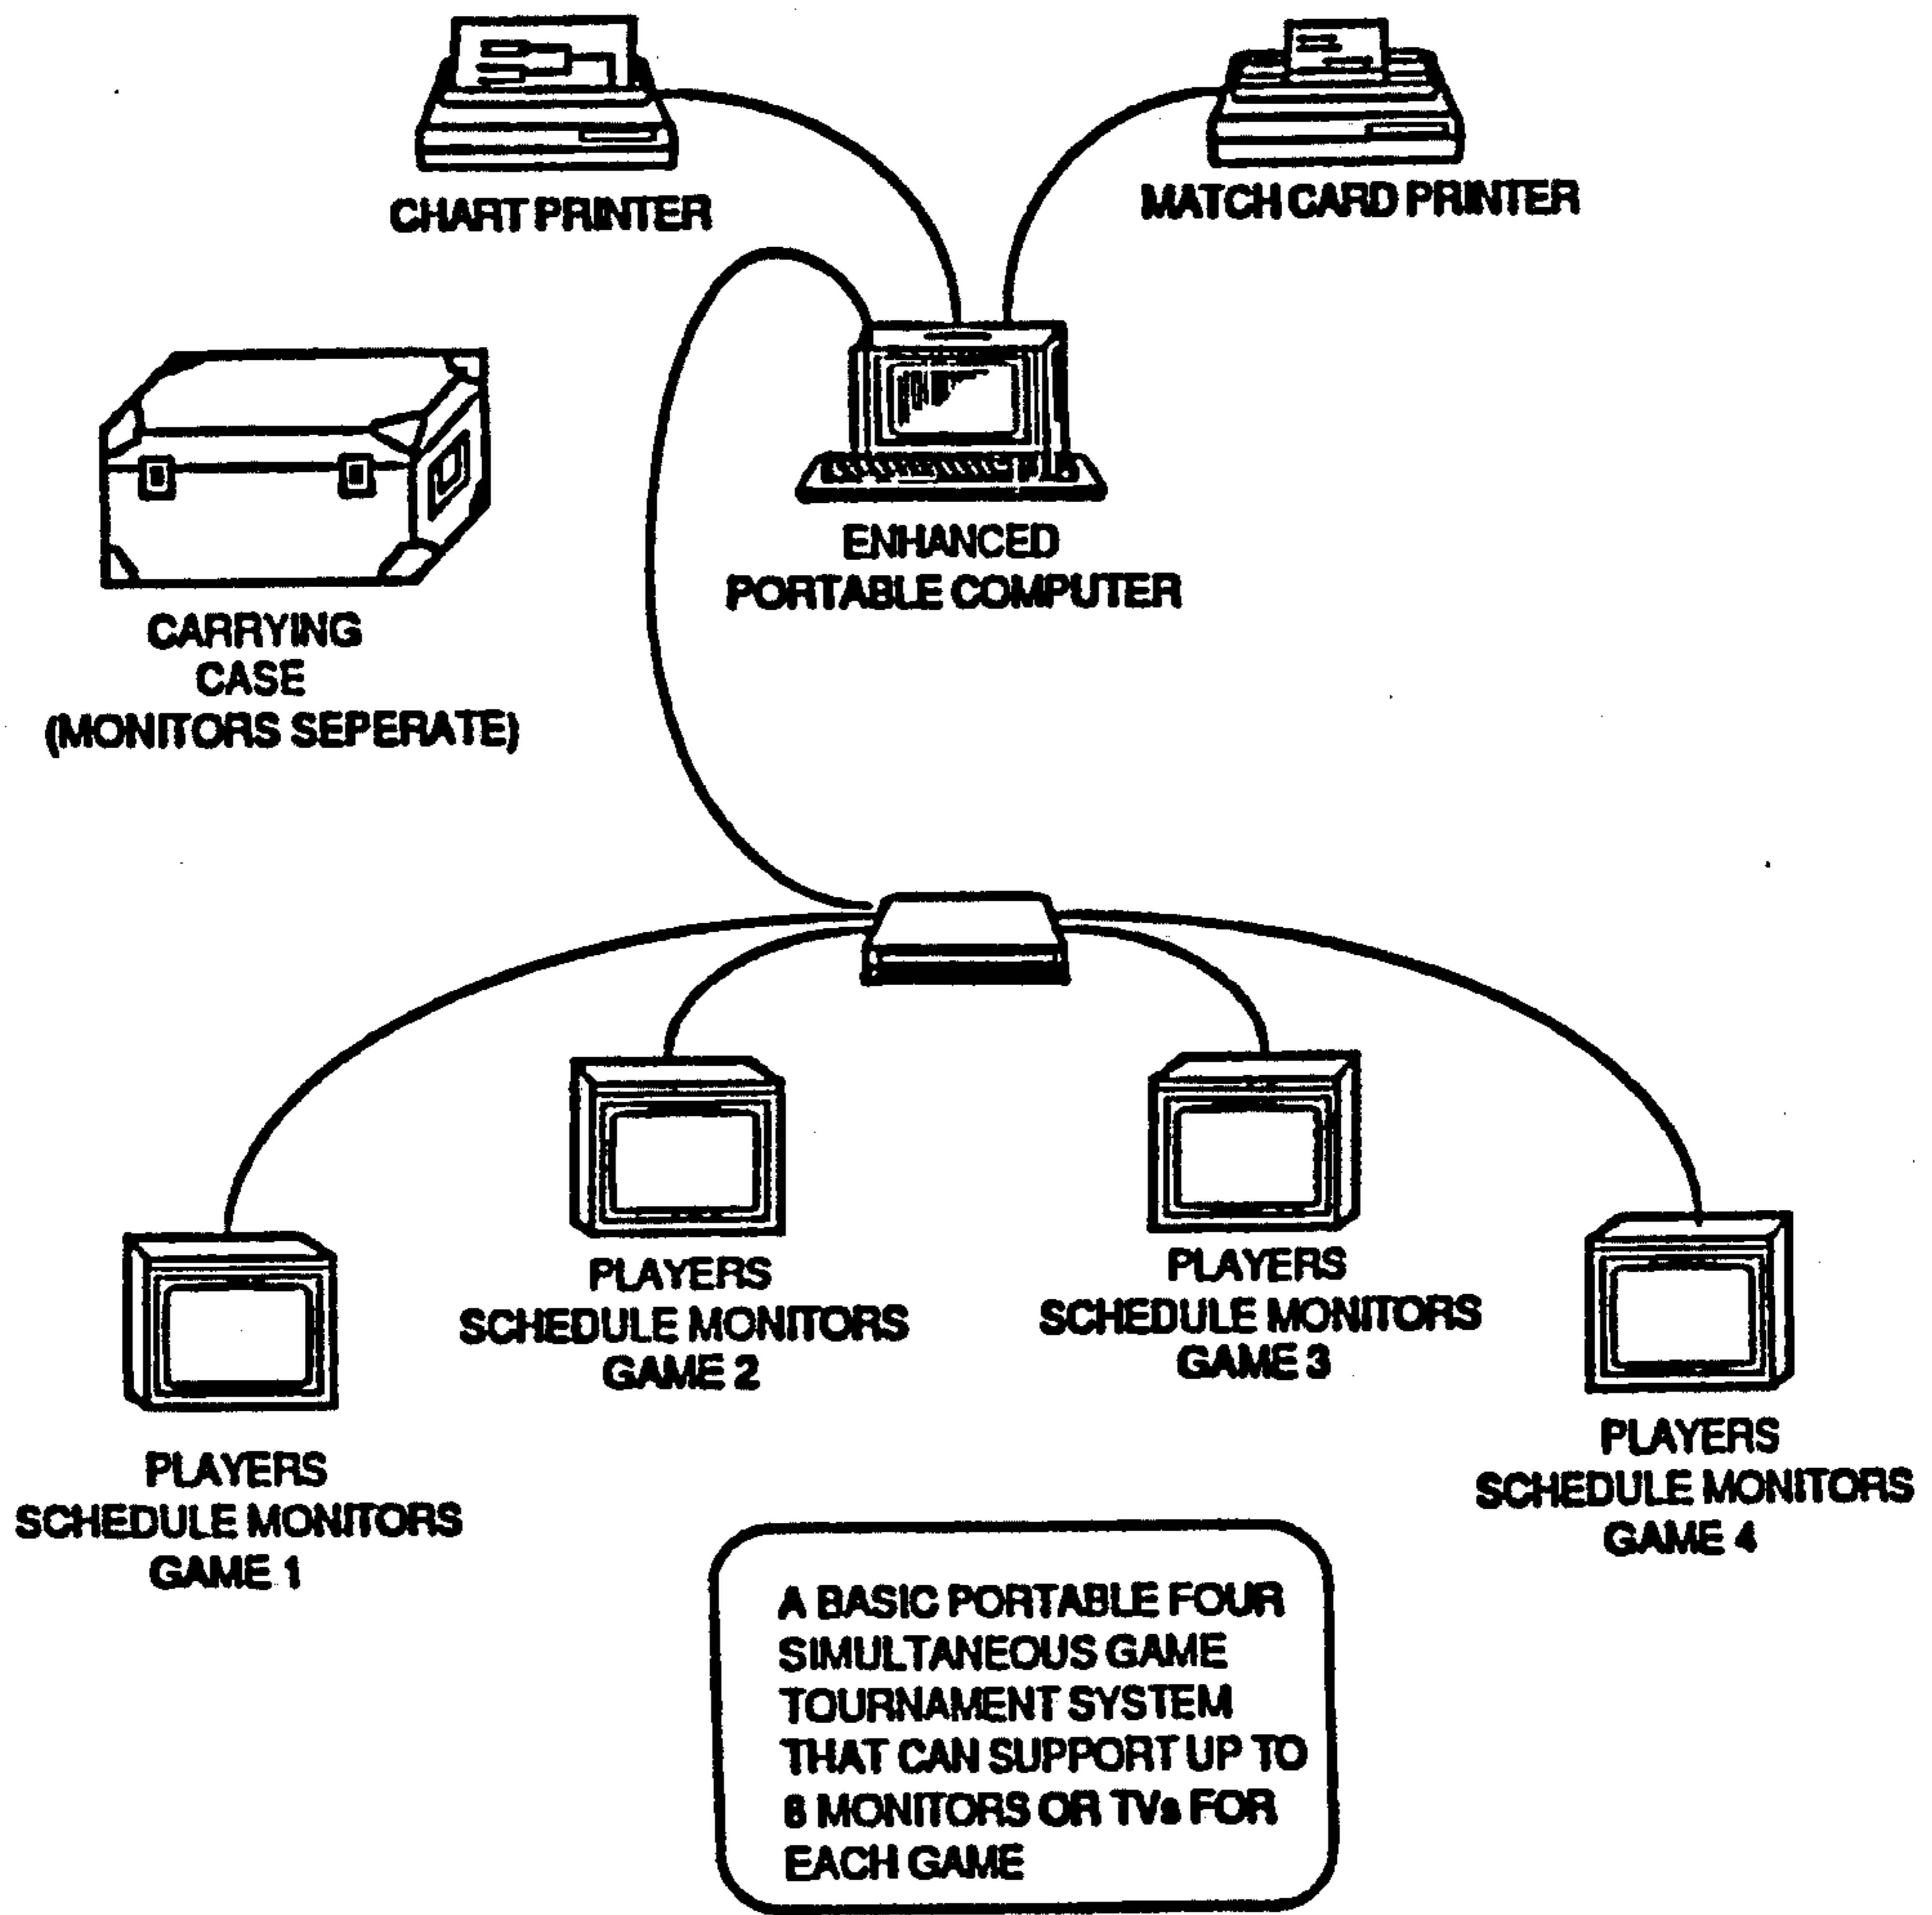 CHART PRINTER
MATCH CARD PRINTER
ENHANCED
PORTABLE COMPUTER
CARRYING
CASE
(MONITORS SEPERATE)
PLAYERS
SCHEDULE MONITORS
GAME 1
PLAYERS
SCHEDULE MONITORS
GAME 2
PLAYERS
SCHEDULE MONITORS
GAME 3
PLAYERS
SCHEDULE MONITORS
GAME 4
A BASIC PORTABLE FOUR
SIMULTANEOUS GAME
TOURNAMENT SYSTEM
THAT CAN SUPPORT UP TO
MONITORS OR TVs FOR
EACH GAME